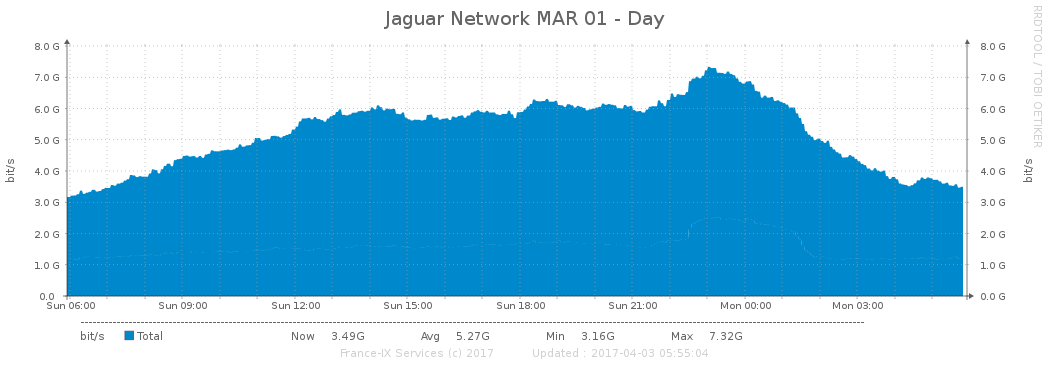 Jaguar Network MAR 01 - Day
RRDTOOL / TOBI OETIKER
8.0 G 8.0 G
7.0 G 7.0 G
6.0 G 6.0 G
5.0 G 5.0 G
4.0 G 4.0 G
3.0 G 3.0 G
2.0 G 2.0 G
1.0 G 1.0 G
0.0 0.0 G
bit/s
bit/s
Sun 06:00 Sun 09:00 Sun 12:00 Sun 15:00 Sun 18:00 Sun 21:00 Mon 00:00 Mon 03:00
bit/s Total Now 3.49G Avg 5.27G Min 3.16G Max 7.32G
France-IX Services (c) 2017 Updated : 2017-04-03 05:55:04